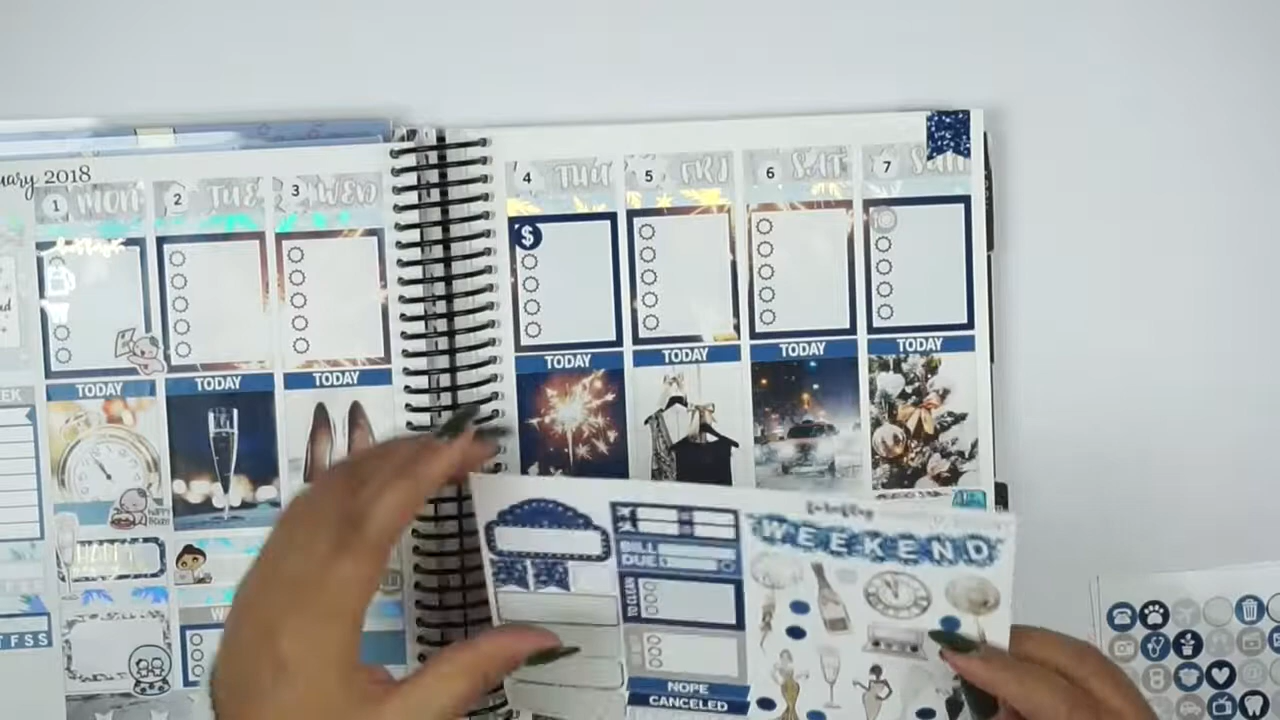 uary 2018
1 MON
2 TUE
3 WED
4 THU
5 FRI
6 SAT
7 SUN
$
TODAY
TODAY
TODAY
TODAY
TODAY
TODAY
TODAY
HAPPY
T F S S
BILL
DUE
TO CLEAN
NOPE
CANCELED
WEEKEND